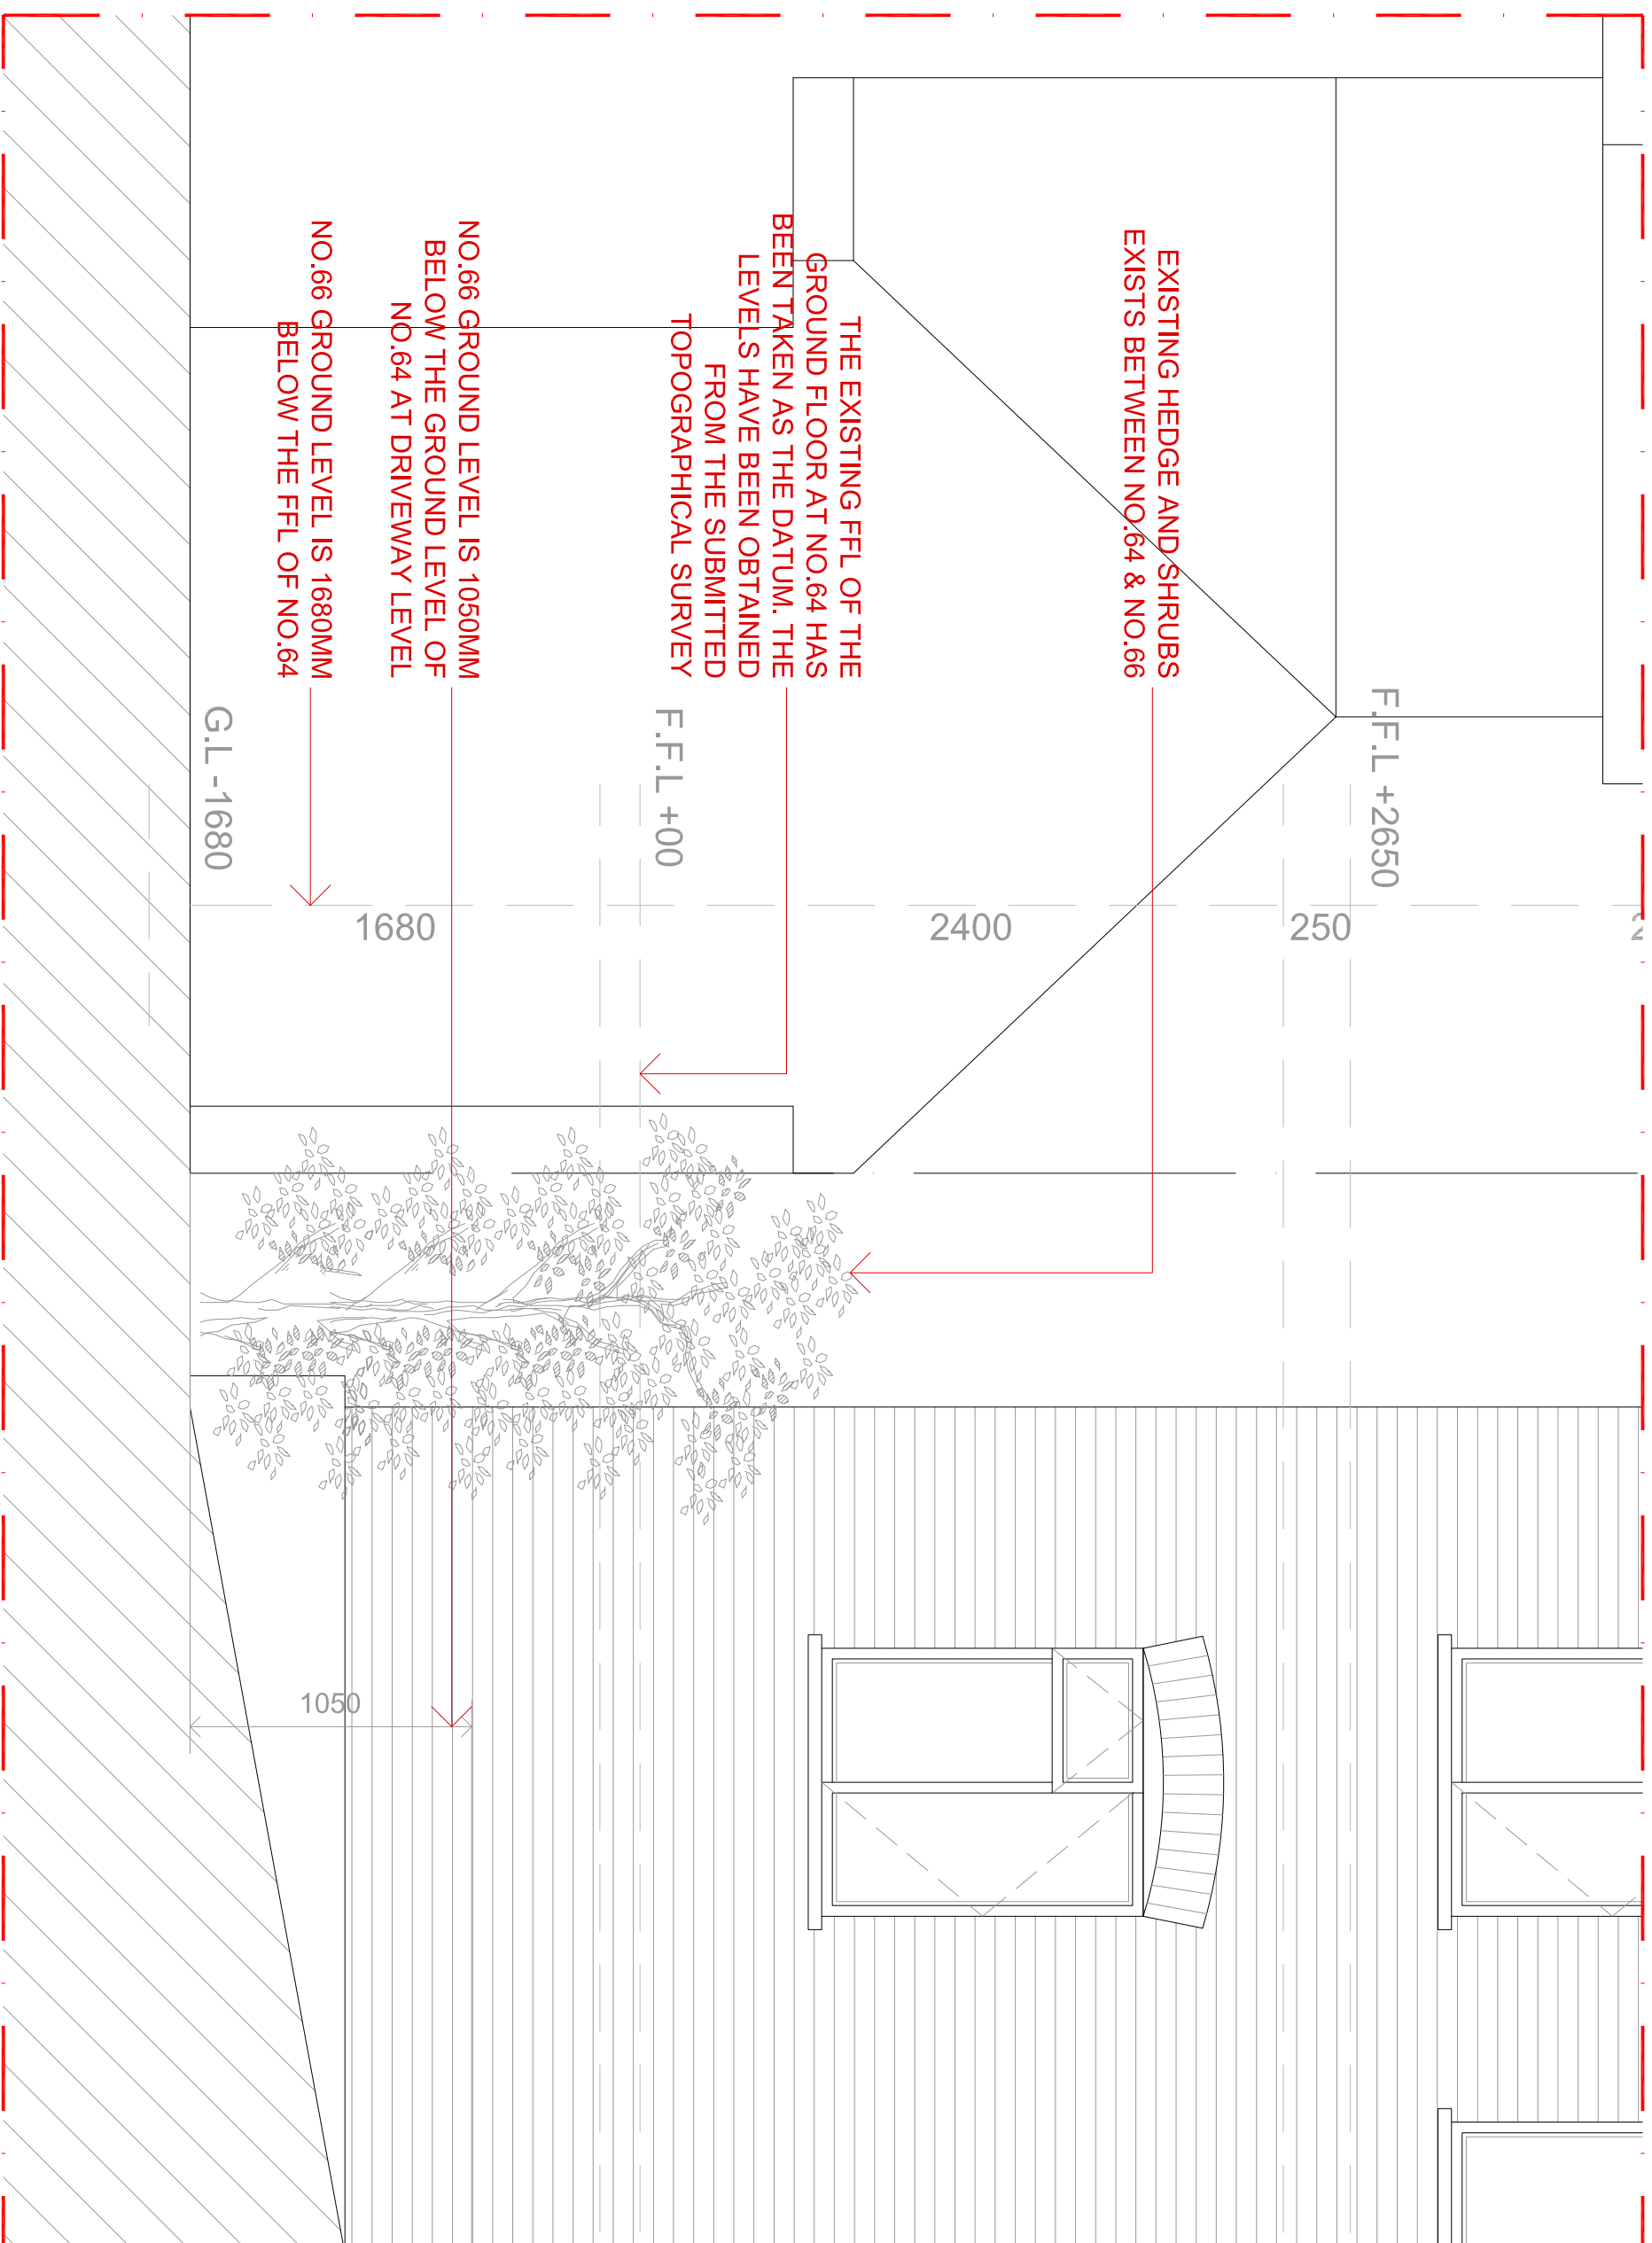 EXISTING HEDGE AND SHRUBS
EXISTS BETWEEN NO.64 & NO.66
F.F.L +2650
THE EXISTING FFL OF THE
GROUND FLOOR AT NO.64 HAS
BEEN TAKEN AS THE DATUM. THE
LEVELS HAVE BEEN OBTAINED
FROM THE SUBMITTED
TOPOGRAPHICAL SURVEY
F.F.L +00
NO.66 GROUND LEVEL IS 1050MM
BELOW THE GROUND LEVEL OF
NO.64 AT DRIVEWAY LEVEL
NO.66 GROUND LEVEL IS 1680MM
BELOW THE FFL OF NO.64
G.L -1680
1680
2400
250
1050